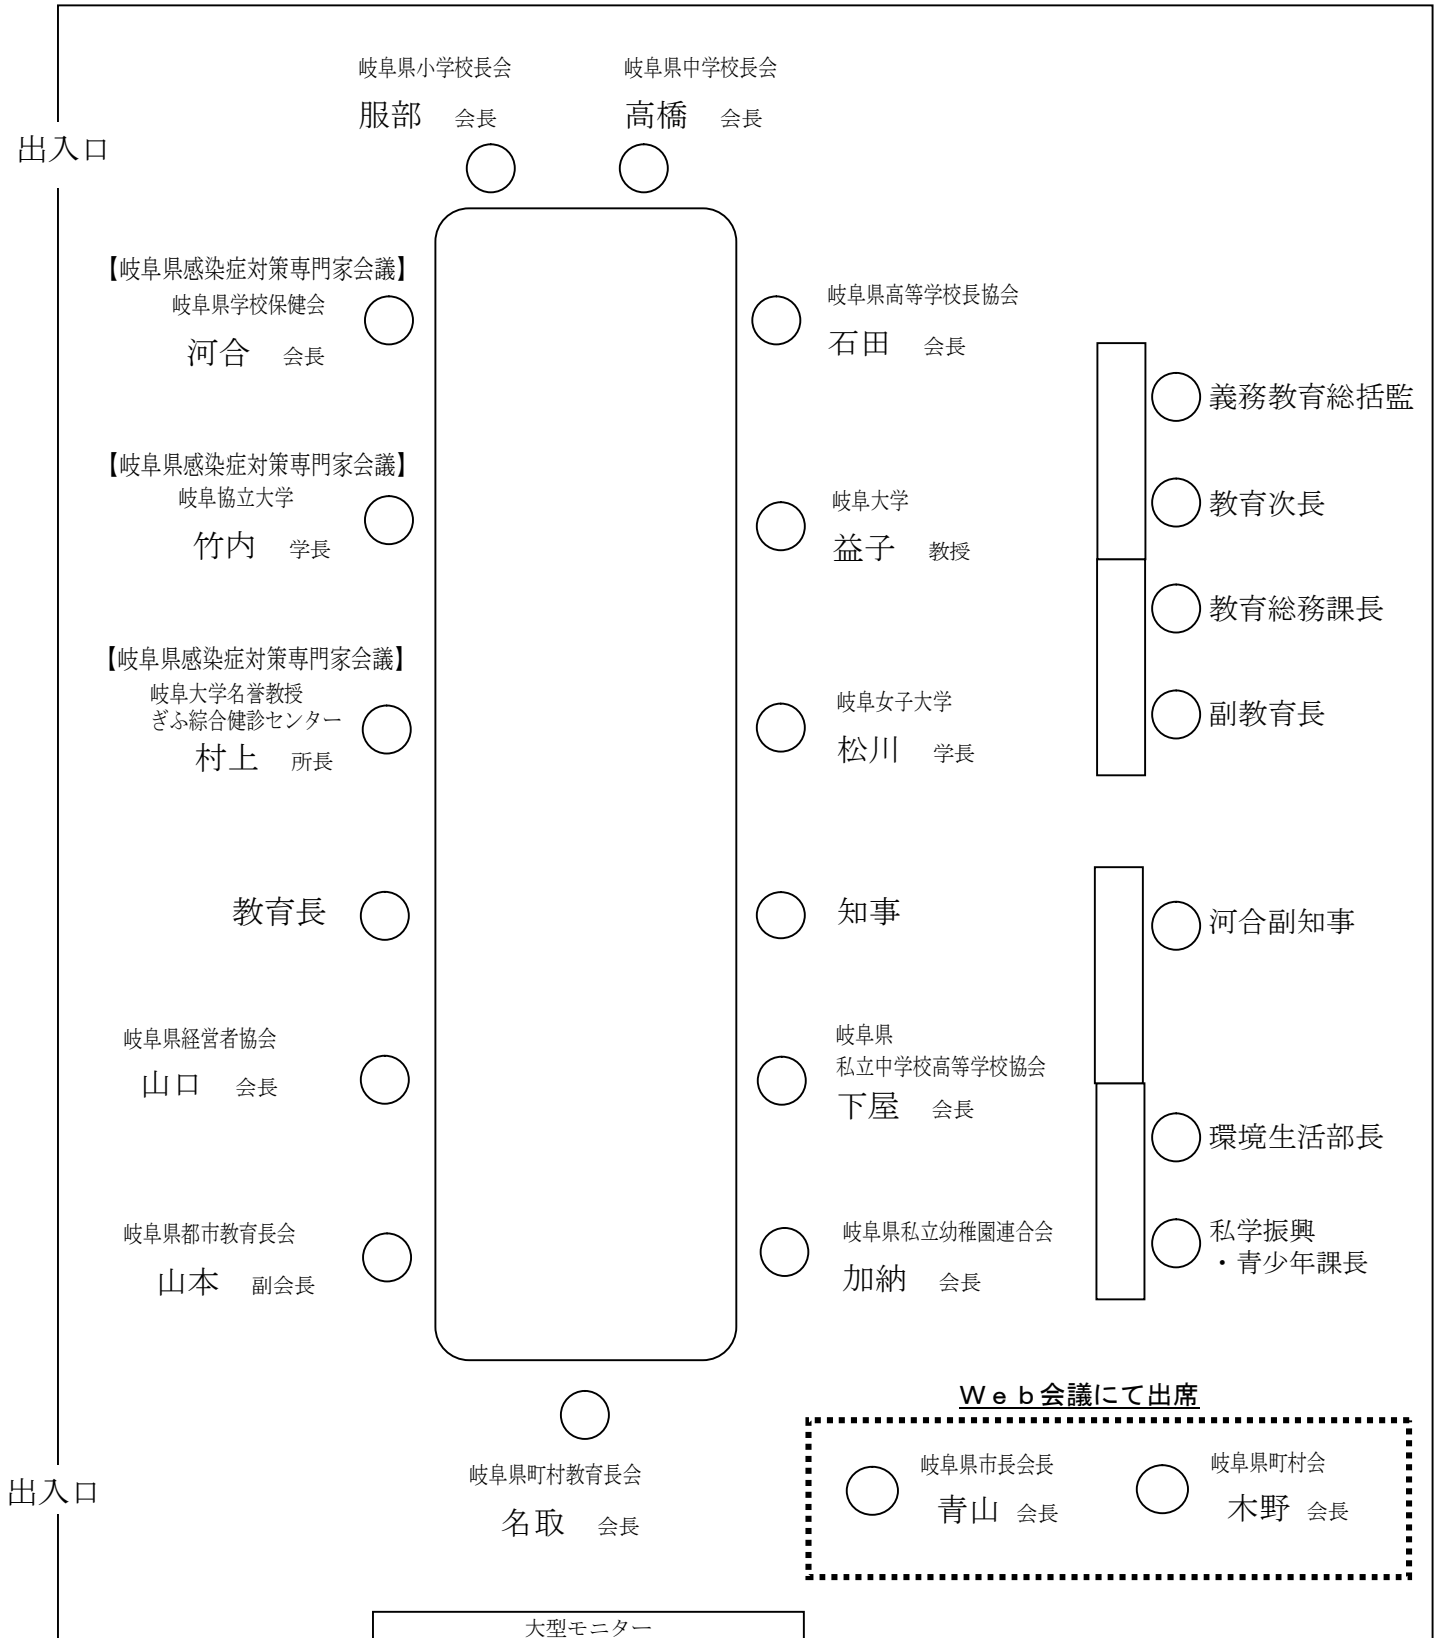 岐阜県小学校長会
服部　会長
岐阜県中学校長会
高橋　会長
出入口
【岐阜県感染症対策専門家会議】
岐阜県学校保健会
河合　会長
岐阜県高等学校長協会
石田　会長
義務教育総括監
【岐阜県感染症対策専門家会議】
岐阜協立大学
竹内　学長
岐阜大学
益子　教授
教育次長
教育総務課長
【岐阜県感染症対策専門家会議】
岐阜大学名誉教授
ぎふ綜合健診センター
村上　所長
岐阜女子大学
松川　学長
副教育長
教育長
知事
河合副知事
岐阜県経営者協会
山口　会長
岐阜県
私立中学校高等学校協会
下屋　会長
環境生活部長
岐阜県都市教育長会
山本　副会長
岐阜県私立幼稚園連合会
加納　会長
私学振興
・青少年課長
Ｗｅｂ会議にて出席
岐阜県市長会長
青山　会長
岐阜県町村会
木野　会長
出入口
岐阜県町村教育長会
名取　会長
大型モニター